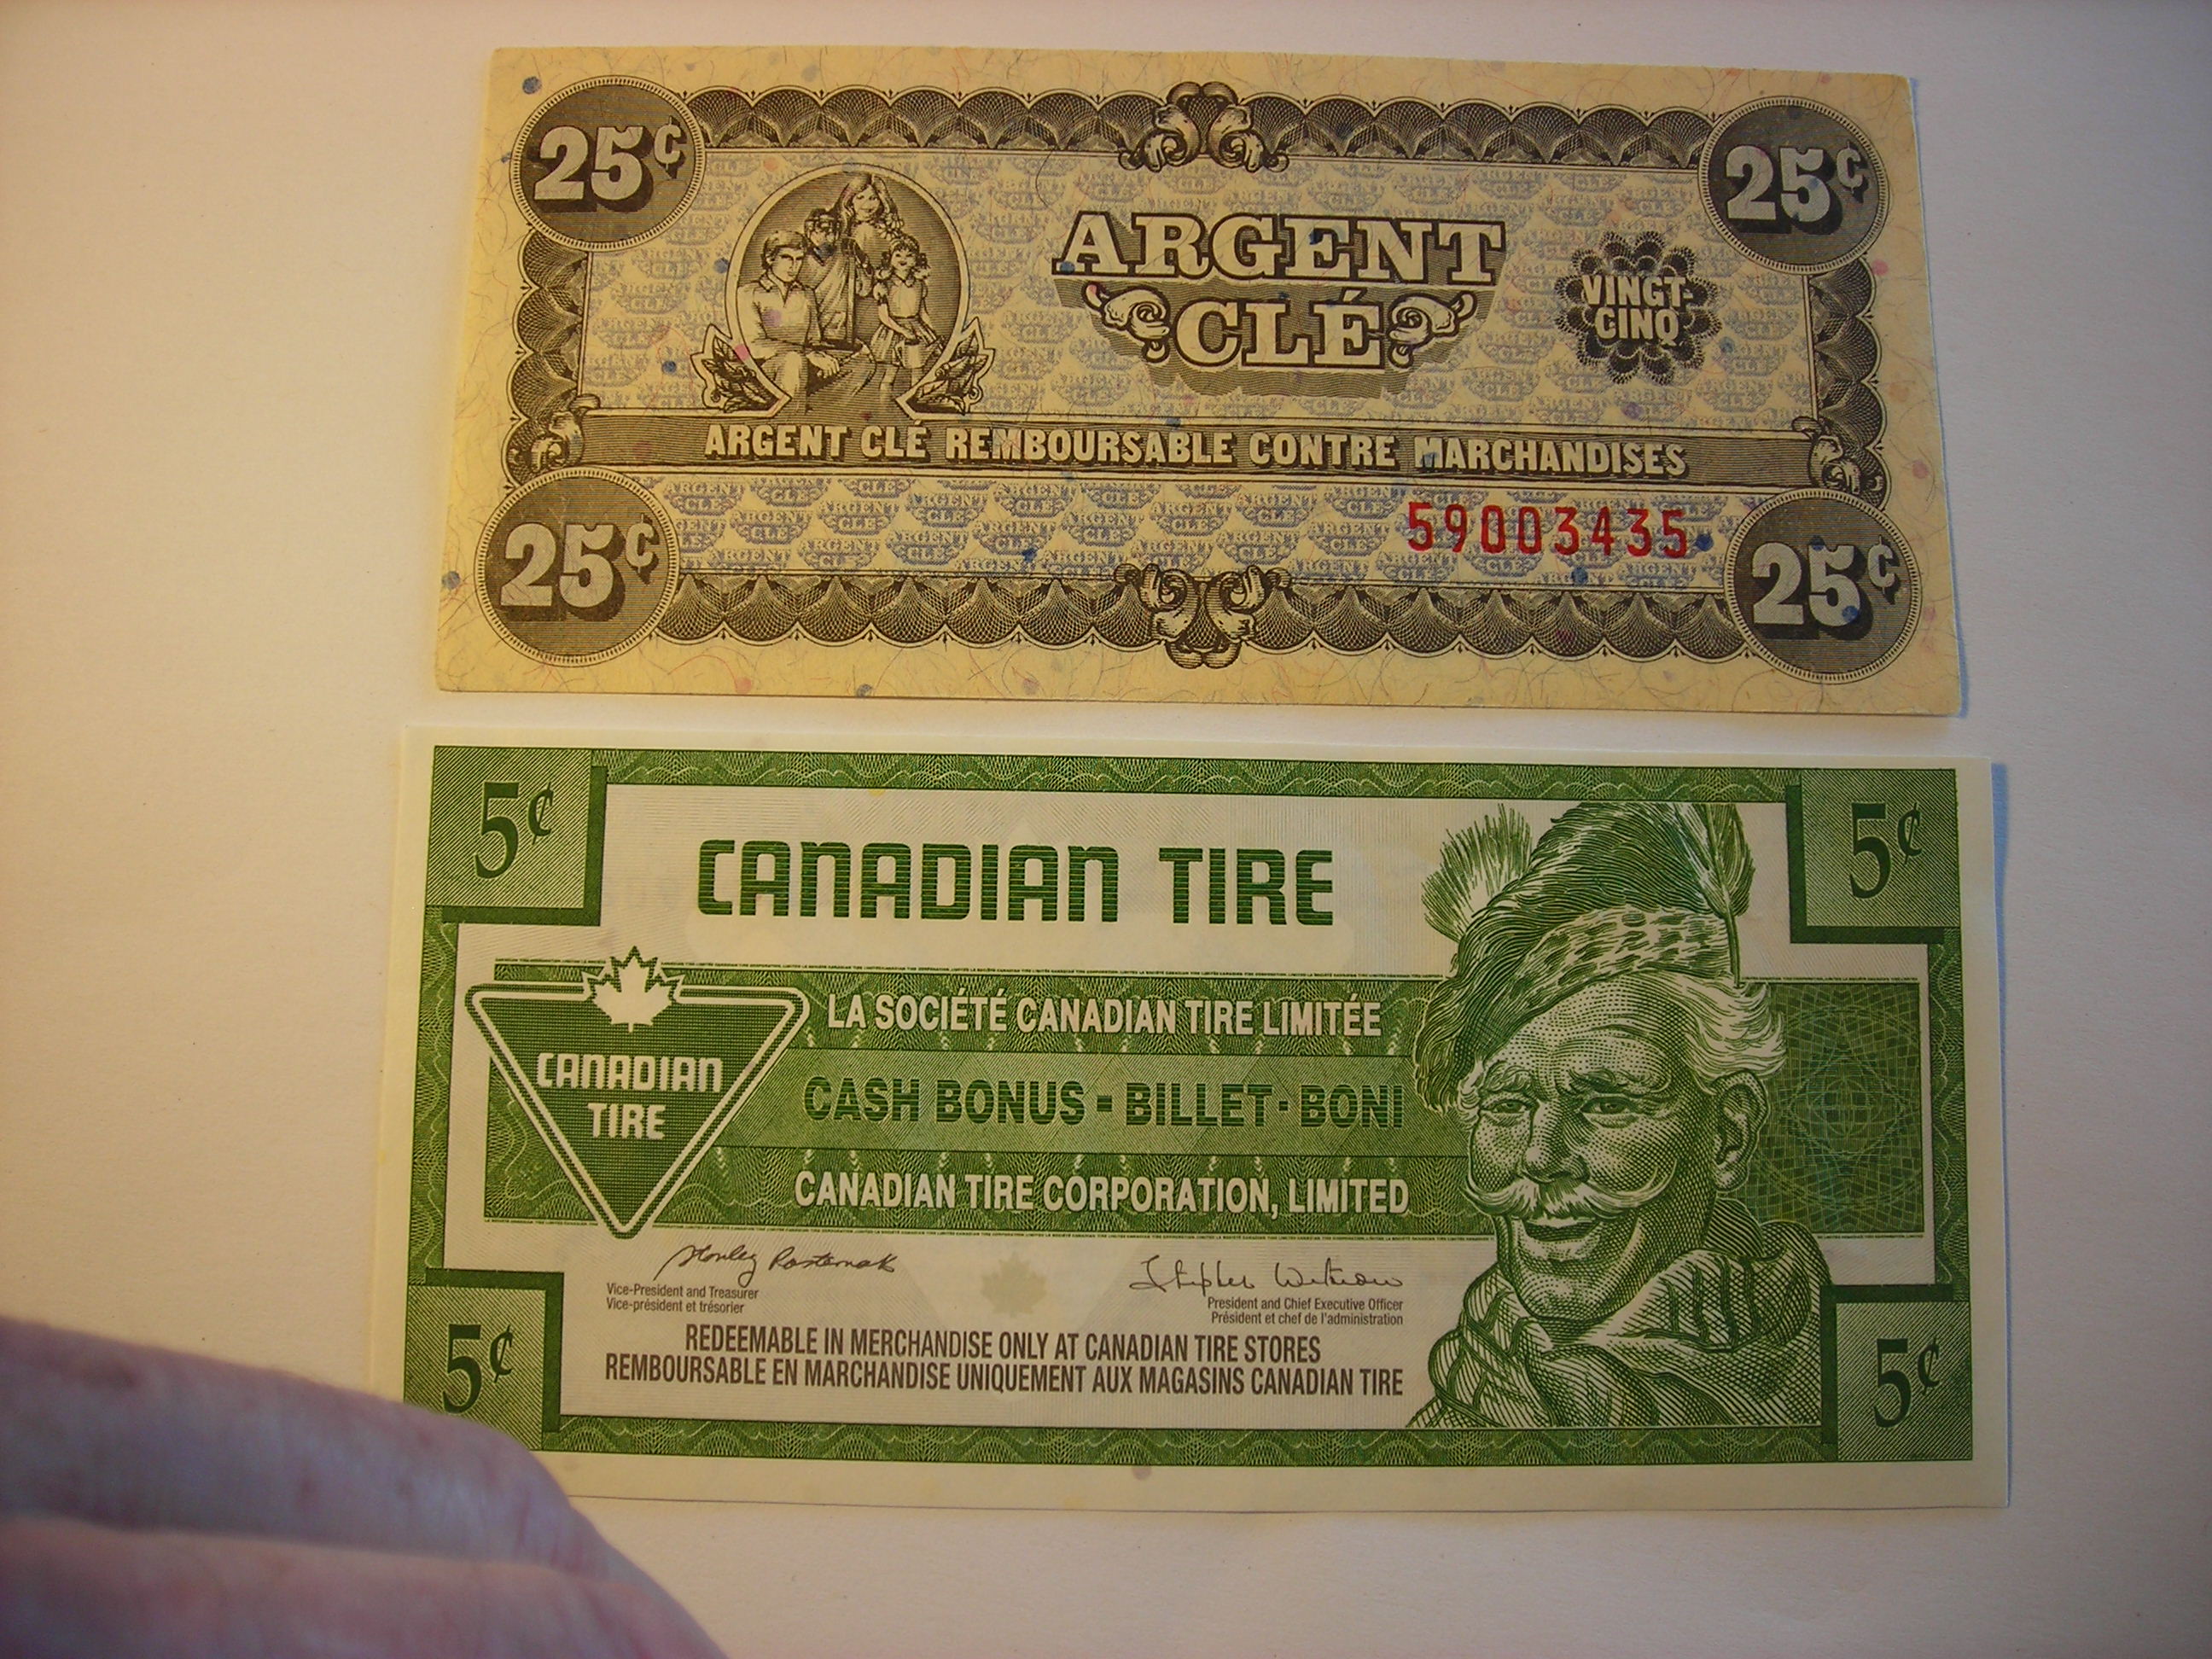 25¢
25¢
ARGENT
CLÉ
VINGT-
CINQ
ARGENT CLÉ REMBOURSABLE CONTRE MARCHANDISES
59003435
25¢
25¢
5¢
5¢
CANADIAN TIRE
LA SOCIÉTÉ CANADIAN TIRE LIMITÉE
CANADIAN
TIRE
CASH BONUS - BILLET-BONI
CANADIAN TIRE CORPORATION, LIMITED
Vice-President and Treasurer
Vice-président et trésorier
President and Chief Executive Officer
Président et chef de l'administration
REDEEMABLE IN MERCHANDISE ONLY AT CANADIAN TIRE STORES
REMBOURSABLE EN MARCHANDISE UNIQUEMENT AUX MAGASINS CANADIAN TIRE
5¢
5¢